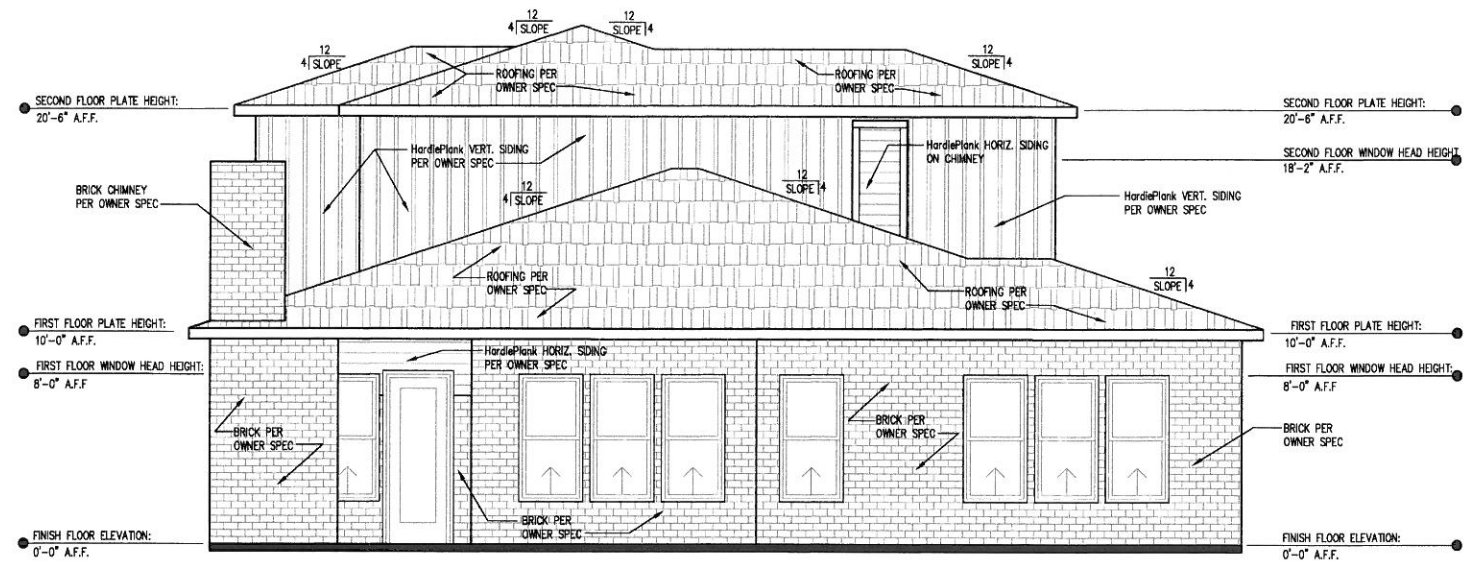 12
4 SLOPE
12
4 SLOPE
12
SLOPE 4
12
SLOPE 4
ROOFING PER
OWNER SPEC
ROOFING PER
OWNER SPEC
SECOND FLOOR PLATE HEIGHT:
20'-6" A.F.F.
SECOND FLOOR PLATE HEIGHT:
20'-6" A.F.F.
HardiePlank VERT. SIDING
PER OWNER SPEC
HardiePlank HORIZ. SIDING
ON CHIMNEY
SECOND FLOOR WINDOW HEAD HEIGHT
18'-2" A.F.F.
BRICK CHIMNEY
PER OWNER SPEC
12
4 SLOPE
12
SLOPE 4
HardiePlank VERT. SIDING
PER OWNER SPEC
ROOFING PER
OWNER SPEC
ROOFING PER
OWNER SPEC
12
SLOPE 4
FIRST FLOOR PLATE HEIGHT:
10'-0" A.F.F.
FIRST FLOOR PLATE HEIGHT:
10'-0" A.F.F.
HardiePlank HORIZ. SIDING
PER OWNER SPEC
FIRST FLOOR WINDOW HEAD HEIGHT:
8'-0" A.F.F
FIRST FLOOR WINDOW HEAD HEIGHT:
8'-0" A.F.F
BRICK PER
OWNER SPEC
BRICK PER
OWNER SPEC
BRICK PER
OWNER SPEC
BRICK PER
OWNER SPEC
FINISH FLOOR ELEVATION:
0'-0" A.F.F.
FINISH FLOOR ELEVATION:
0'-0" A.F.F.